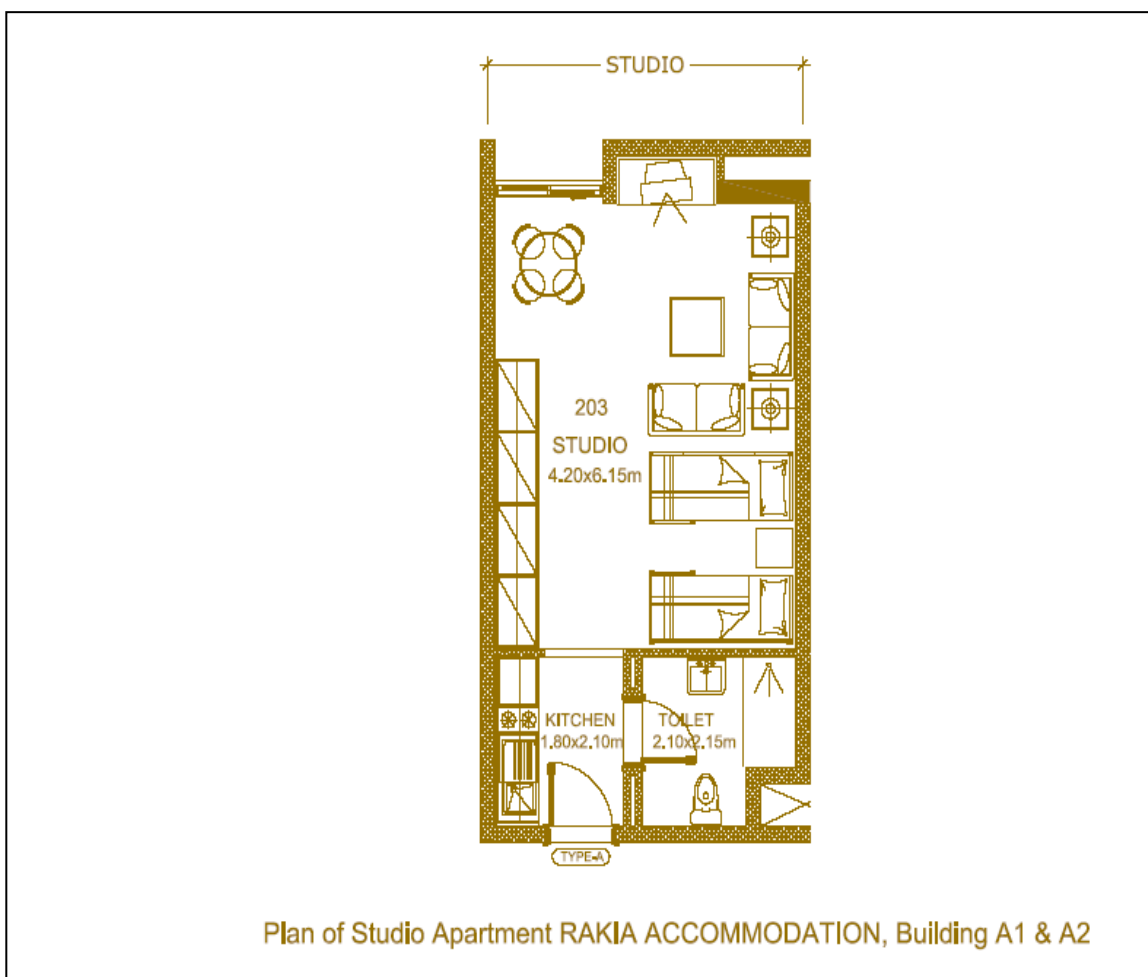 STUDIO
203
STUDIO
4.20x6.15m
KITCHEN
1.80x2.10m
TOILET
2.10x2.15m
TYPE-A
Plan of Studio Apartment RAKIA ACCOMMODATION, Building A1 & A2